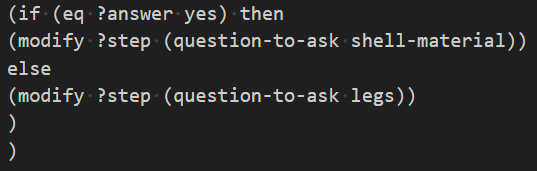 (if (eq ?answer yes) then
(modify ?step (question-to-ask shell-material))
else
(modify ?step (question-to-ask legs))
)
)